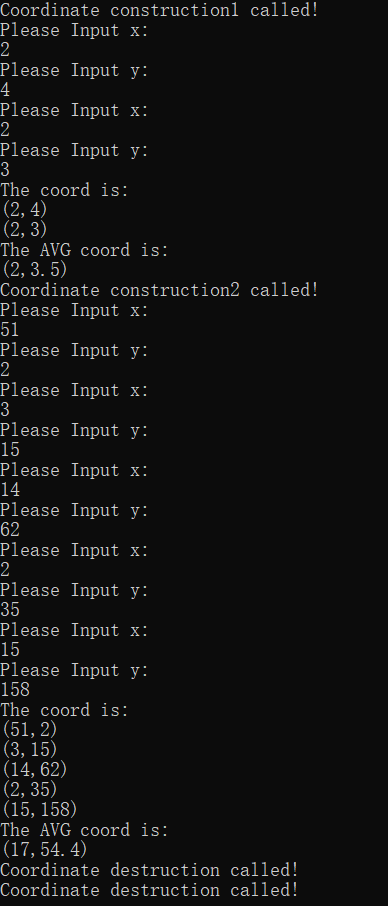 Coordinate construction1 called!
Please Input x:
2
Please Input y:
4
Please Input x:
2
Please Input y:
3
The coord is:
(2,4)
(2,3)
The AVG coord is:
(2,3.5)
Coordinate construction2 called!
Please Input x:
51
Please Input y:
2
Please Input x:
3
Please Input y:
15
Please Input x:
14
Please Input y:
62
Please Input x:
2
Please Input y:
35
Please Input x:
15
Please Input y:
158
The coord is:
(51,2)
(3,15)
(14,62)
(2,35)
(15,158)
The AVG coord is:
(17,54.4)
Coordinate destruction called!
Coordinate destruction called!